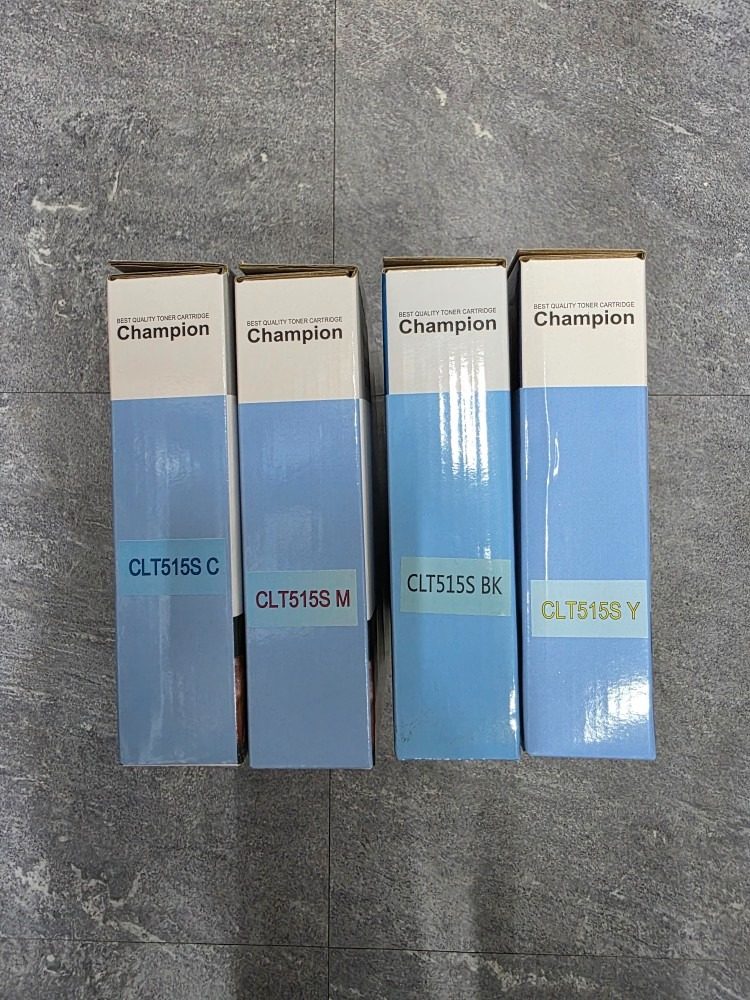 BEST QUALITY TONER CARTRIDGE
Champion
CLT515S C
BEST QUALITY TONER CARTRIDGE
Champion
CLT515S M
BEST QUALITY TONER CARTRIDGE
Champion
CLT515S BK
BEST QUALITY TONER CARTRIDGE
Champion
CLT515S Y